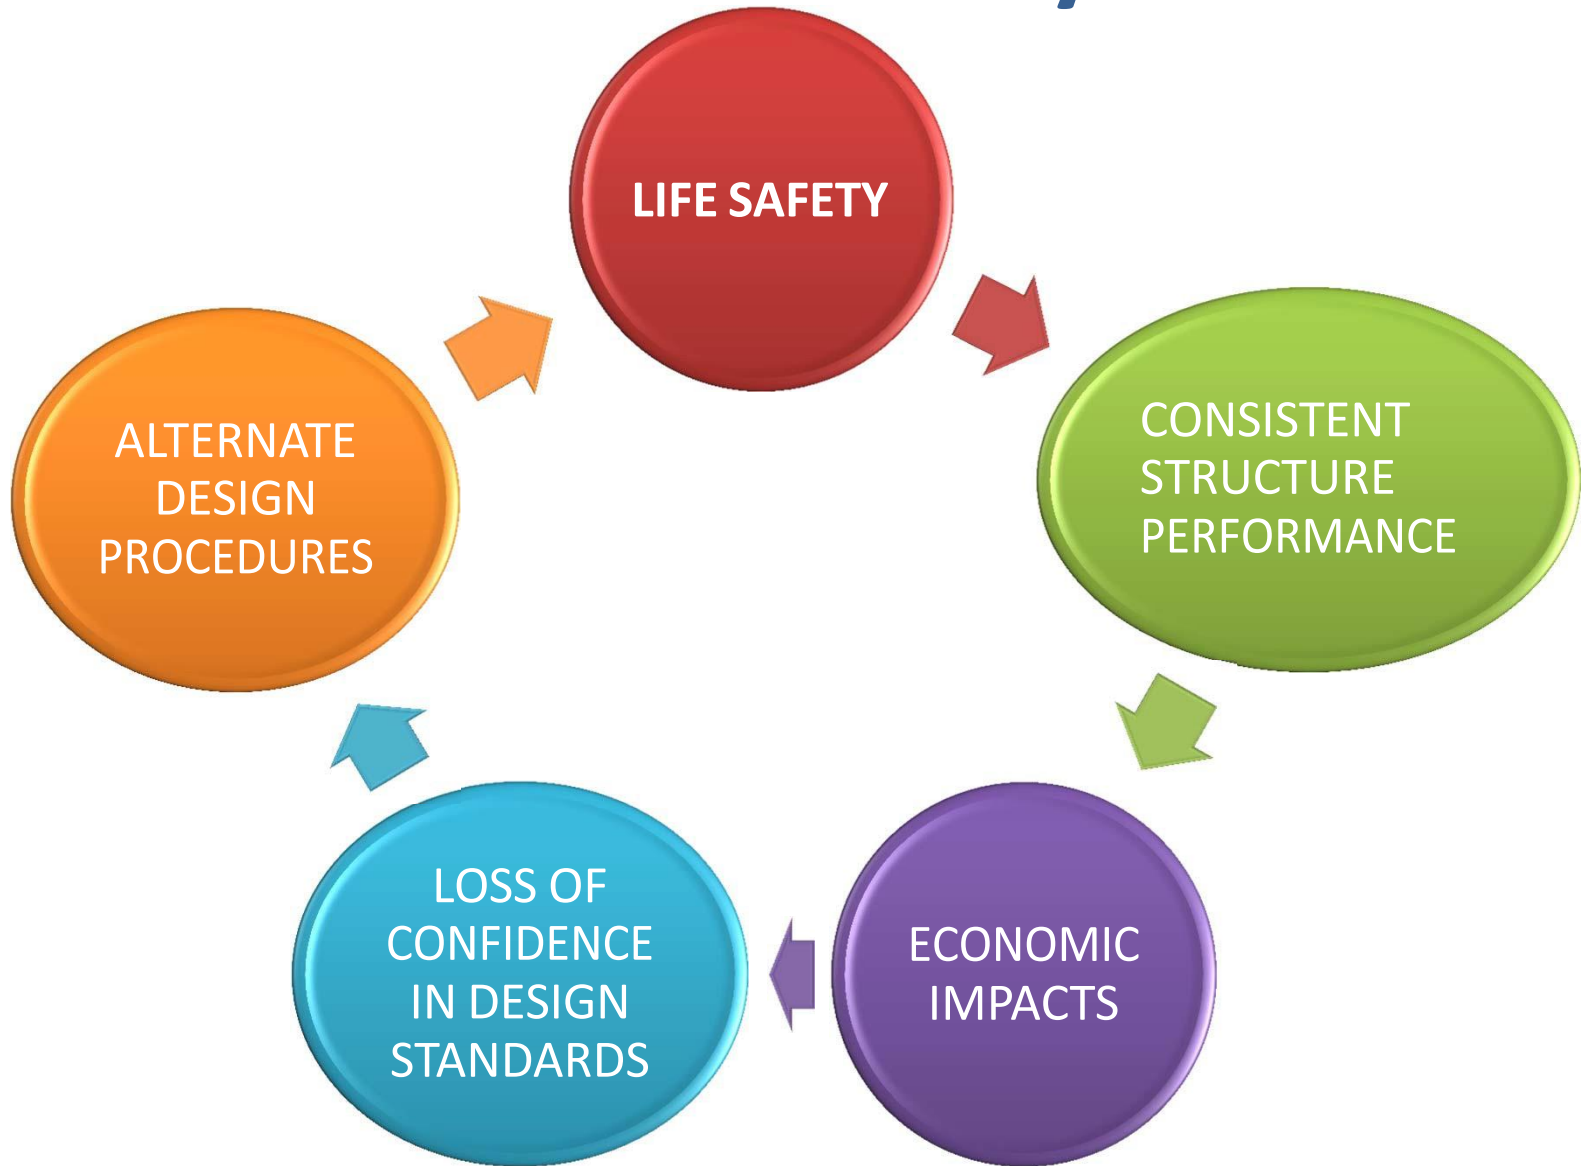 LIFE SAFETY
CONSISTENT
STRUCTURE
PERFORMANCE
ECONOMIC
IMPACTS
LOSS OF
CONFIDENCE
IN DESIGN
STANDARDS
ALTERNATE
DESIGN
PROCEDURES